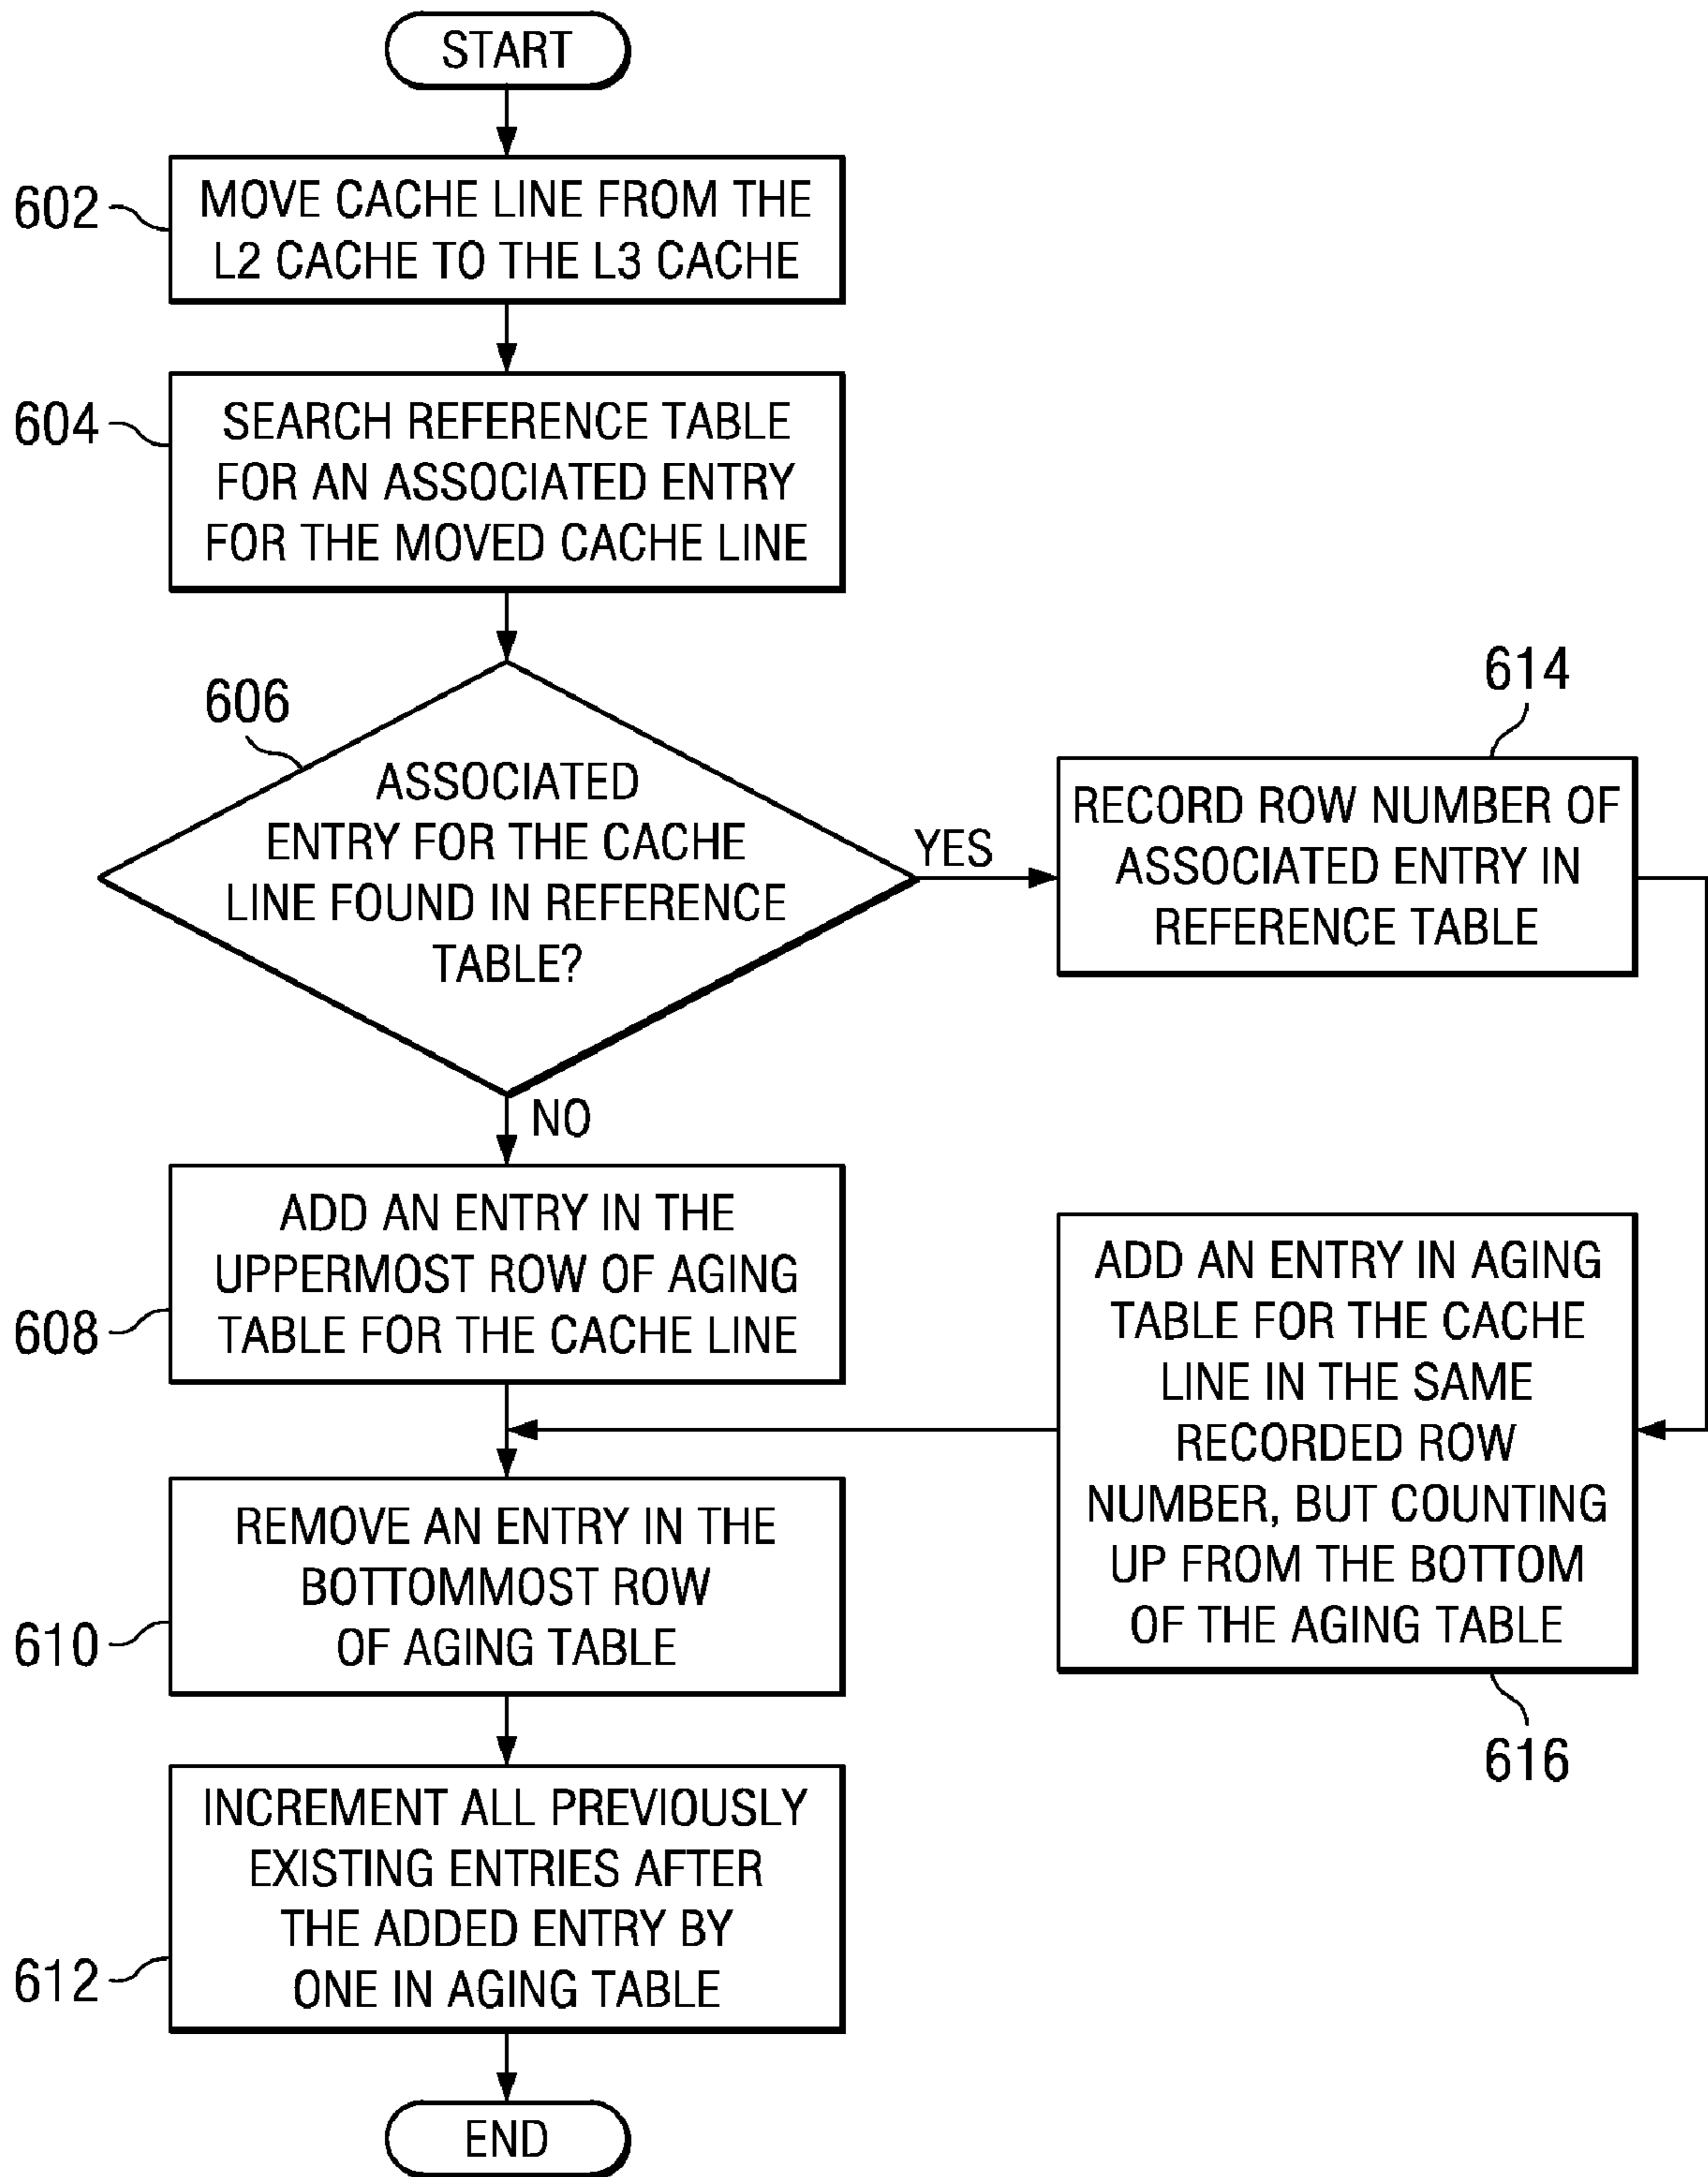 START
602
MOVE CACHE LINE FROM THE
L2 CACHE TO THE L3 CACHE
604
SEARCH REFERENCE TABLE
FOR AN ASSOCIATED ENTRY
FOR THE MOVED CACHE LINE
606
ASSOCIATED
ENTRY FOR THE CACHE
LINE FOUND IN REFERENCE
TABLE?
YES
614
RECORD ROW NUMBER OF
ASSOCIATED ENTRY IN
REFERENCE TABLE
NO
608
ADD AN ENTRY IN THE
UPPERMOST ROW OF AGING
TABLE FOR THE CACHE LINE
ADD AN ENTRY IN AGING
TABLE FOR THE CACHE
LINE IN THE SAME
RECORDED ROW
NUMBER, BUT COUNTING
UP FROM THE BOTTOM
OF THE AGING TABLE
616
610
REMOVE AN ENTRY IN THE
BOTTOMMOST ROW
OF AGING TABLE
612
INCREMENT ALL PREVIOUSLY
EXISTING ENTRIES AFTER
THE ADDED ENTRY BY
ONE IN AGING TABLE
END